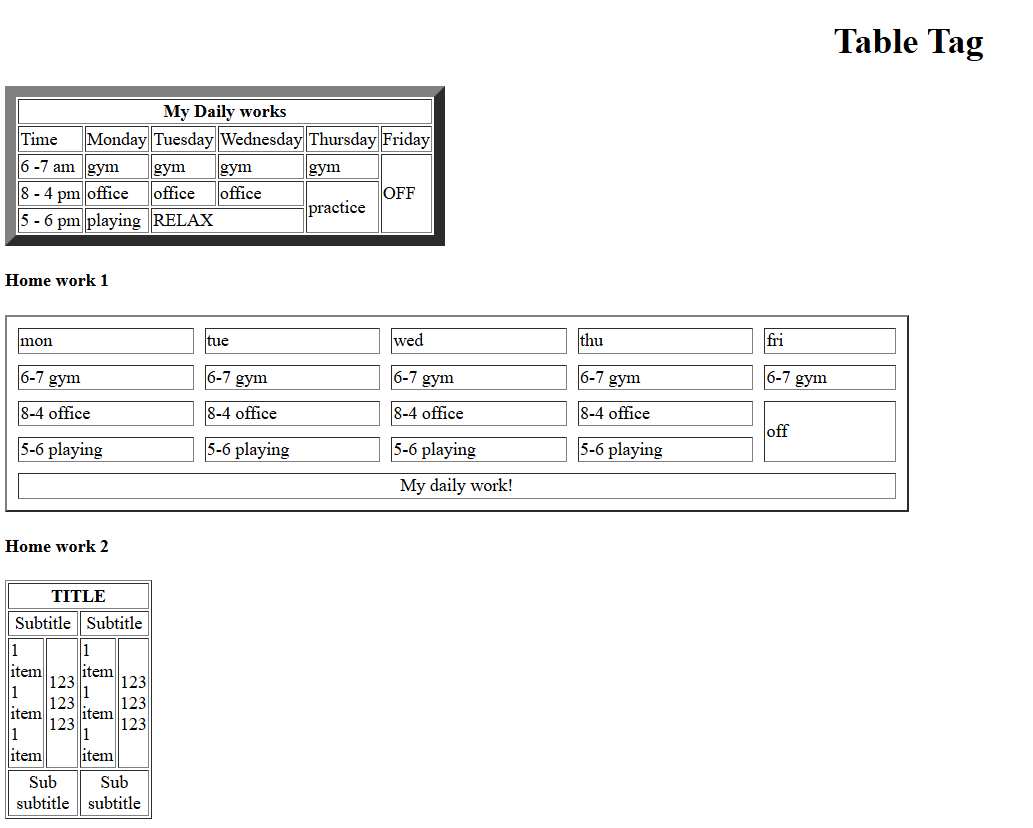 Table Tag
My Daily works
Time Monday Tuesday Wednesday Thursday Friday
6 -7 am gym gym gym gym OFF
8 - 4 pm office office office practice
5 - 6 pm playing RELAX
Home work 1
mon tue wed thu fri
6-7 gym 6-7 gym 6-7 gym 6-7 gym 6-7 gym
8-4 office 8-4 office 8-4 office 8-4 office off
5-6 playing 5-6 playing 5-6 playing 5-6 playing
My daily work!
Home work 2
TITLE
Subtitle Subtitle
1 1
item 123 item 123
1 123 1 123
item 123 item 123
1 1
item item
Sub Sub
subtitle subtitle